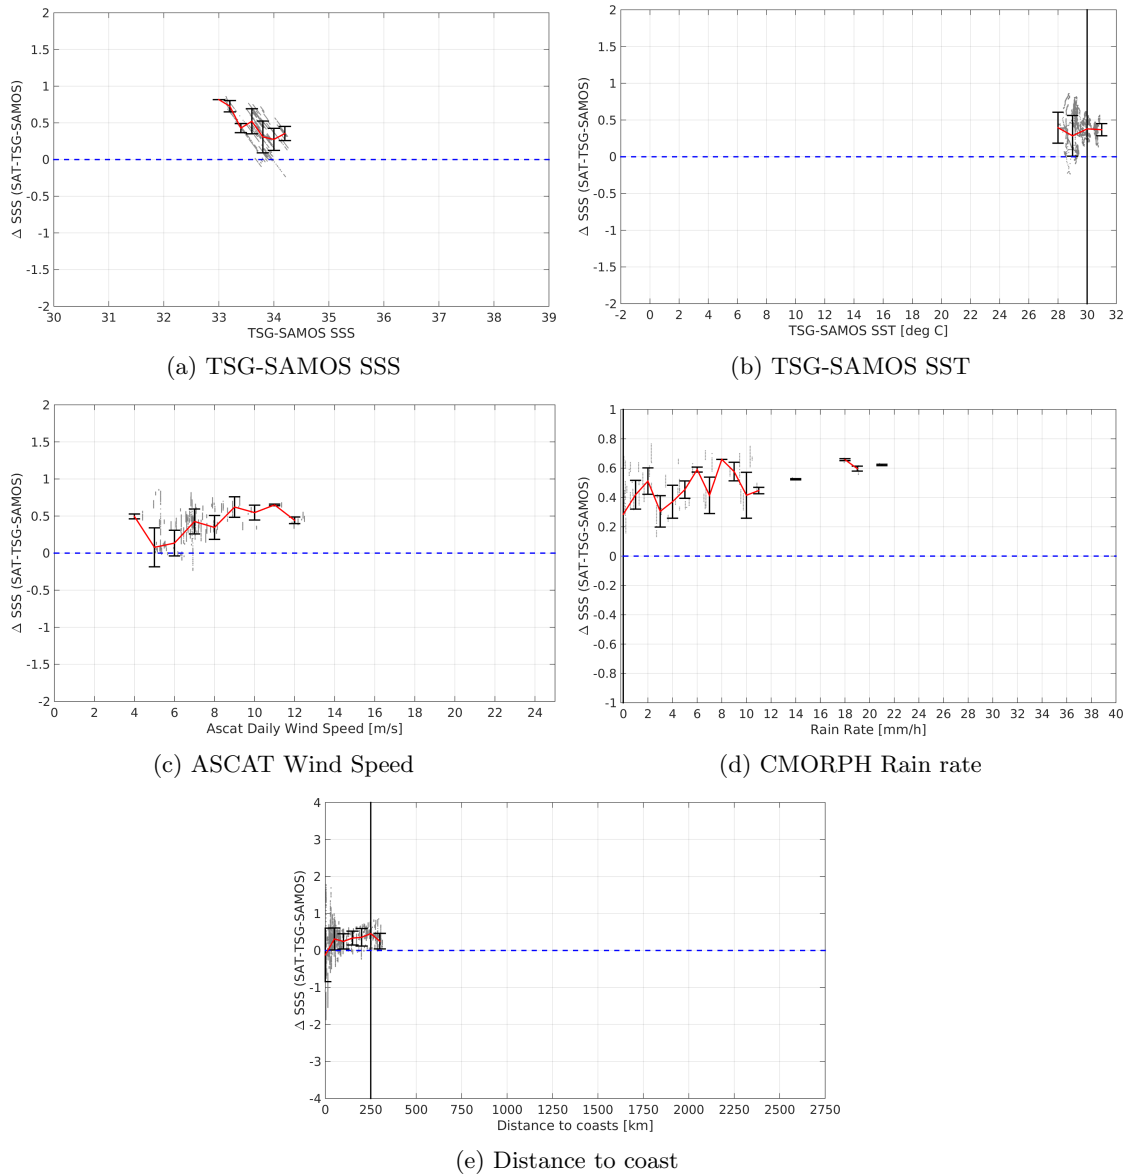 2
1.5
1
0.5
0
-0.5
-1
-1.5
-2
Δ SSS (SAT-TSG-SAMOS)
30 31 32 33 34 35 36 37 38 39
TSG-SAMOS SSS
(a) TSG-SAMOS SSS
2
1.5
1
0.5
0
-0.5
-1
-1.5
-2
Δ SSS (SAT-TSG-SAMOS)
-2 0 2 4 6 8 10 12 14 16 18 20 22 24 26 28 30 32
TSG-SAMOS SST [deg C]
(b) TSG-SAMOS SST
2
1.5
1
0.5
0
-0.5
-1
-1.5
-2
Δ SSS (SAT-TSG-SAMOS)
0 2 4 6 8 10 12 14 16 18 20 22 24
Ascat Daily Wind Speed [m/s]
(c) ASCAT Wind Speed
1
0.8
0.6
0.4
0.2
0
-0.2
-0.4
-0.6
-0.8
-1
Δ SSS (SAT-TSG-SAMOS)
0 2 4 6 8 10 12 14 16 18 20 22 24 26 28 30 32 34 36 38 40
Rain Rate [mm/h]
(d) CMORPH Rain rate
4
3
2
1
0
-1
-2
-3
-4
Δ SSS (SAT-TSG-SAMOS)
0 250 500 750 1000 1250 1500 1750 2000 2250 2500 2750
Distance to coasts [km]
(e) Distance to coast